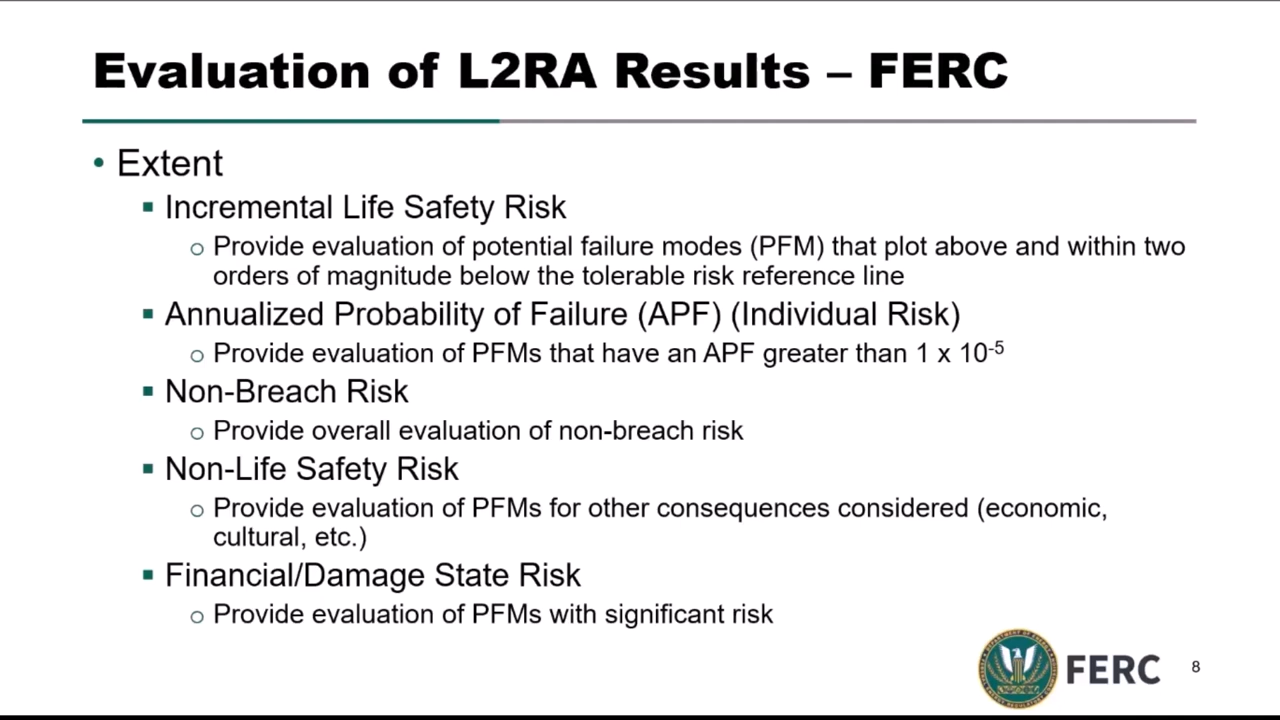 Evaluation of L2RA Results – FERC
• Extent
▪ Incremental Life Safety Risk
o Provide evaluation of potential failure modes (PFM) that plot above and within two
orders of magnitude below the tolerable risk reference line
▪ Annualized Probability of Failure (APF) (Individual Risk)
o Provide evaluation of PFMs that have an APF greater than 1 x 10⁻⁵
▪ Non-Breach Risk
o Provide overall evaluation of non-breach risk
▪ Non-Life Safety Risk
o Provide evaluation of PFMs for other consequences considered (economic,
cultural, etc.)
▪ Financial/Damage State Risk
o Provide evaluation of PFMs with significant risk
FERC
8